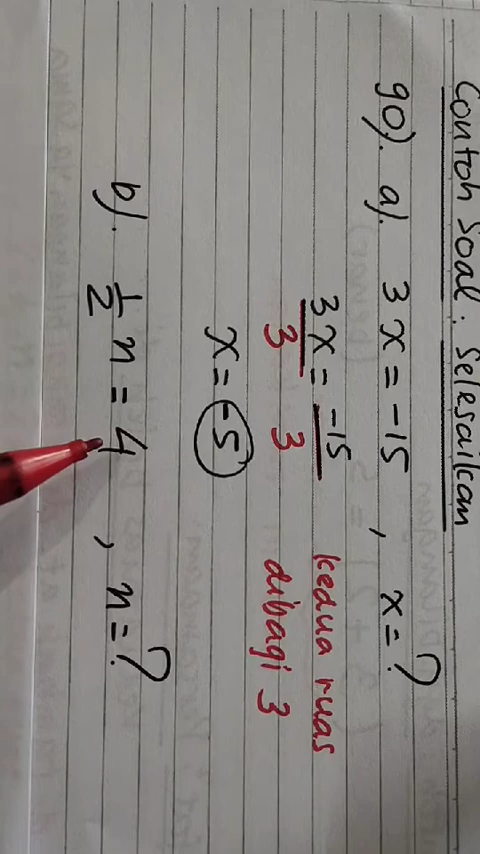 Contoh Soal : Selesaikan
90). a). 3x = -15 , x = ?
3x/3 = -15/3 kedua ruas
dibagi 3
x = -5
b). 1/2 n = 4 , n = ?